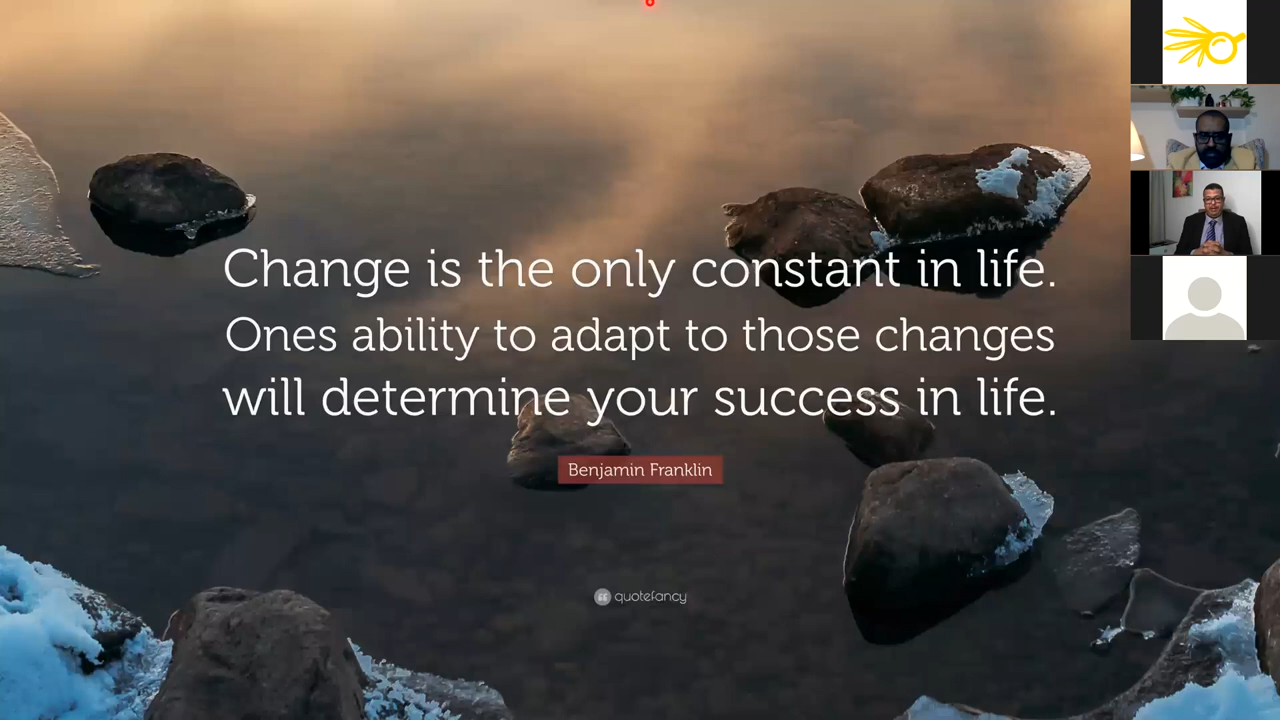 Change is the only constant in life.
Ones ability to adapt to those changes
will determine your success in life.
Benjamin Franklin
quotefancy